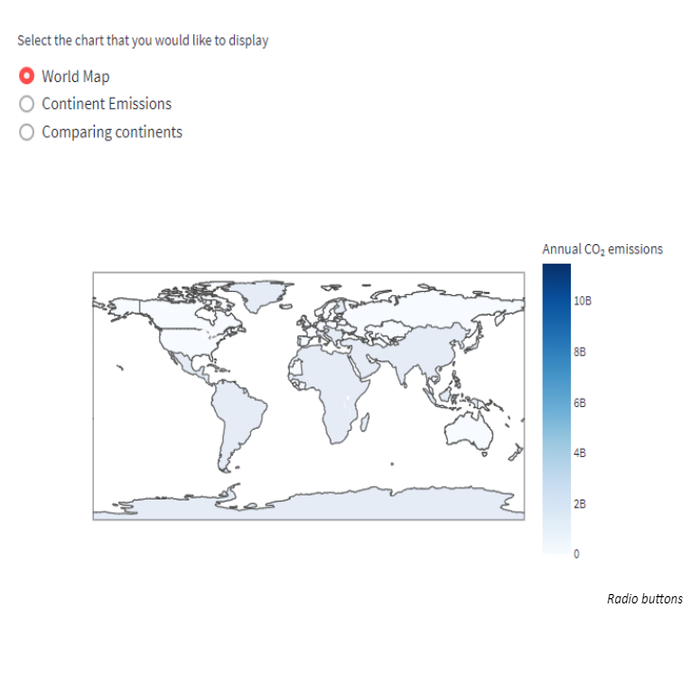 Select the chart that you would like to display
World Map
Continent Emissions
Comparing continents
Annual CO₂ emissions
10B
8B
6B
4B
2B
0
Radio buttons